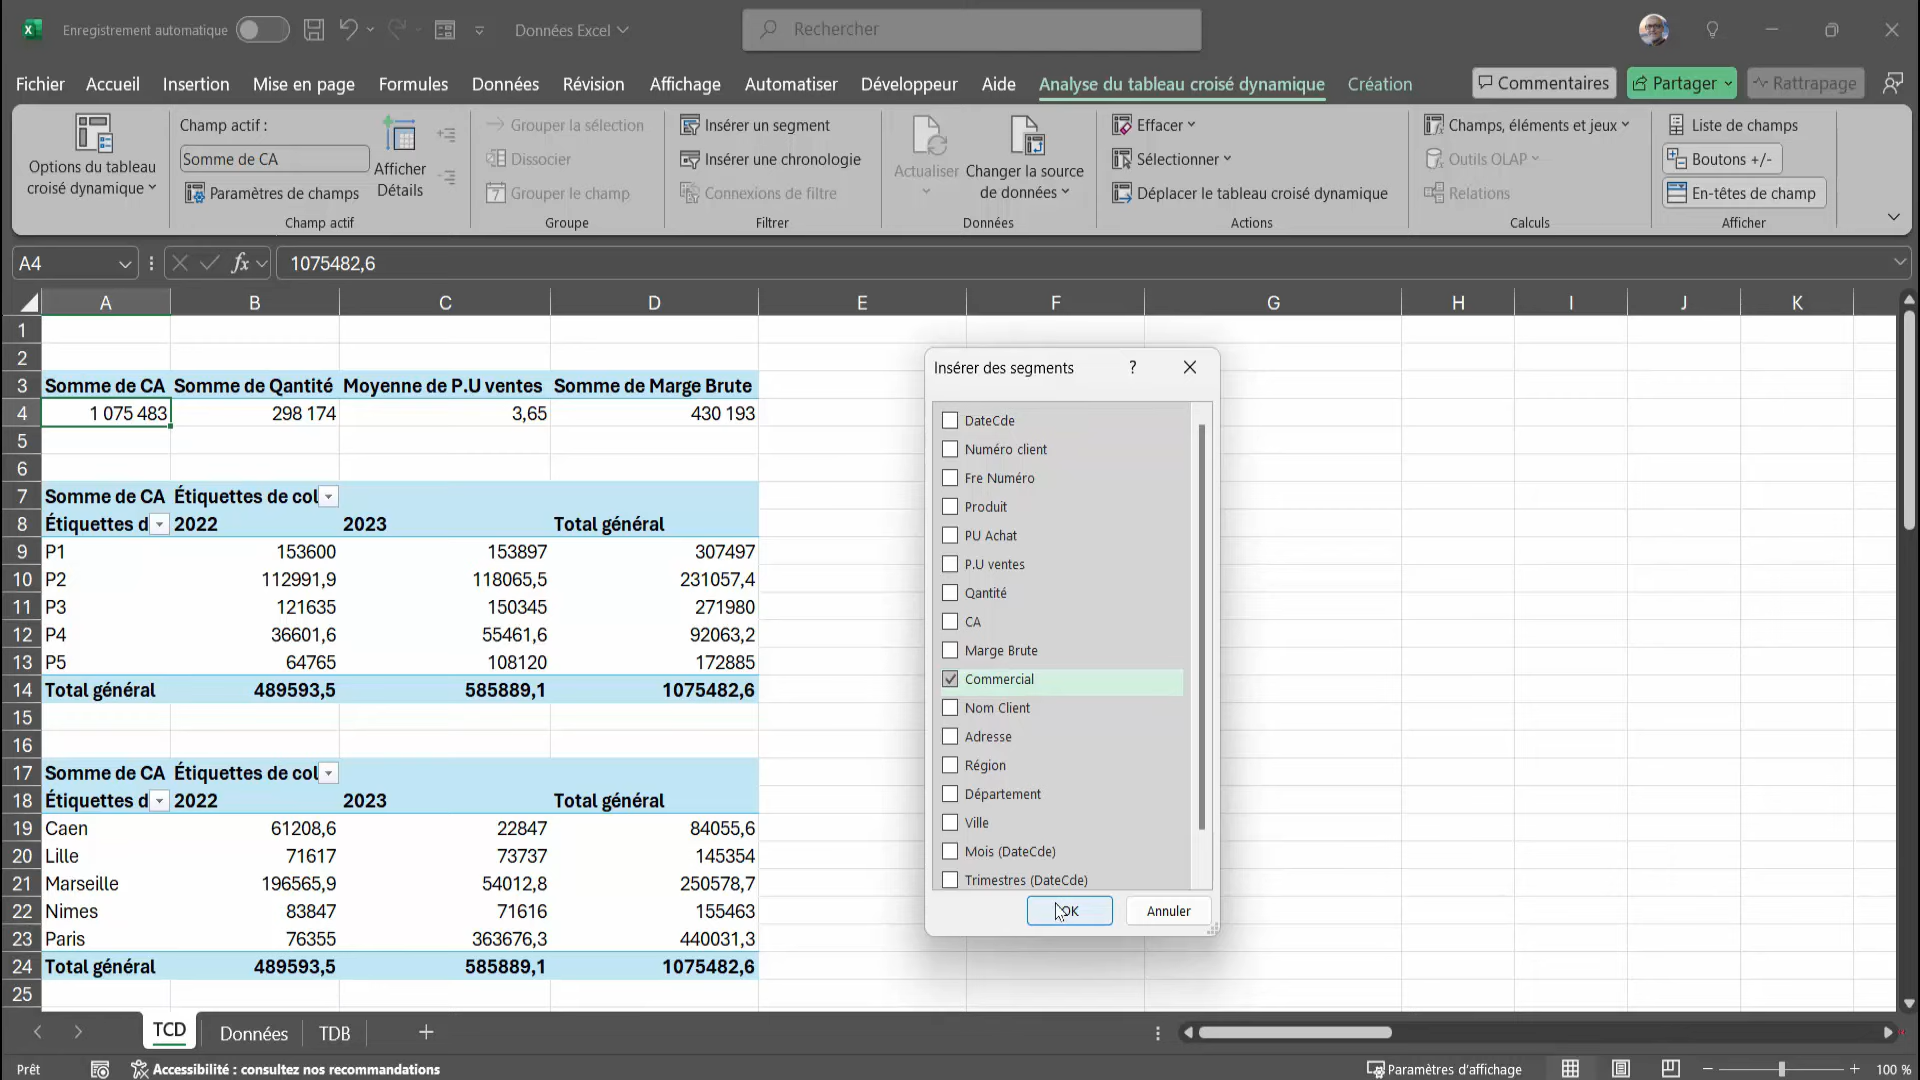 Enregistrement automatique
Données Excel
Rechercher
Fichier Accueil Insertion Mise en page Formules Données Révision Affichage Automatiser Développeur Aide Analyse du tableau croisé dynamique Création
Commentaires Partager Rattrapage
Options du tableau
croisé dynamique
Champ actif :
Somme de CA
Paramètres de champs
Afficher
Détails
Champ actif
Grouper la sélection
Dissocier
Grouper le champ
Groupe
Insérer un segment
Insérer une chronologie
Connexions de filtre
Filtrer
Actualiser
Changer la source
de données
Données
Effacer
Sélectionner
Déplacer le tableau croisé dynamique
Actions
Champs, éléments et jeux
Outils OLAP
Relations
Calculs
Liste de champs
Boutons +/-
En-têtes de champ
Afficher
A4 fx 1075482,6
A B C D E F G H I J K
1
2
3 Somme de CA Somme de Qantité Moyenne de P.U ventes Somme de Marge Brute
4 1 075 483 298 174 3,65 430 193
5
6
7 Somme de CA Étiquettes de col
8 Étiquettes d 2022 2023 Total général
9 P1 153600 153897 307497
10 P2 112991,9 118065,5 231057,4
11 P3 121635 150345 271980
12 P4 36601,6 55461,6 92063,2
13 P5 64765 108120 172885
14 Total général 489593,5 585889,1 1075482,6
15
16
17 Somme de CA Étiquettes de col
18 Étiquettes d 2022 2023 Total général
19 Caen 61208,6 22847 84055,6
20 Lille 71617 73737 145354
21 Marseille 196565,9 54012,8 250578,7
22 Nimes 83847 71616 155463
23 Paris 76355 363676,3 440031,3
24 Total général 489593,5 585889,1 1075482,6
25
Insérer des segments ?
DateCde
Numéro client
Fre Numéro
Produit
PU Achat
P.U ventes
Qantité
CA
Marge Brute
Commercial
Nom Client
Adresse
Région
Département
Ville
Mois (DateCde)
Trimestres (DateCde)
OK Annuler
TCD Données TDB
Prêt Accessibilité : consultez nos recommandations Paramètres d'affichage 100 %